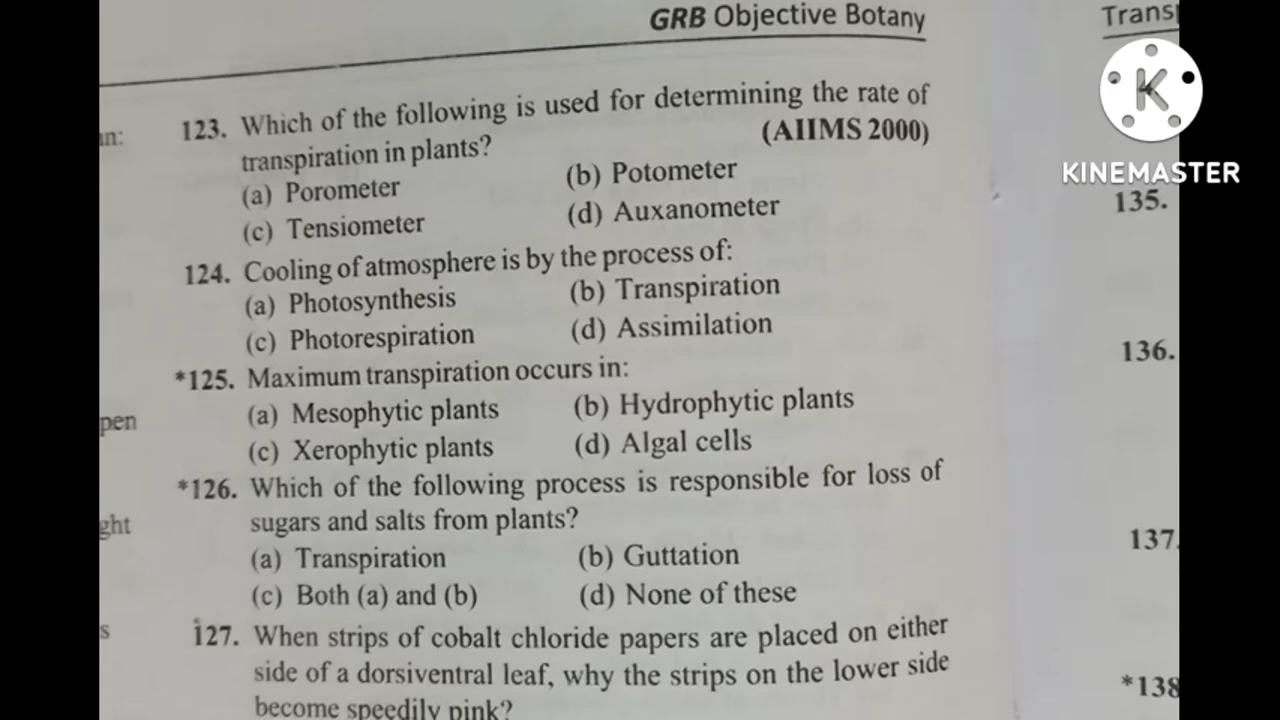 GRB Objective Botany
123. Which of the following is used for determining the rate of
transpiration in plants? (AIIMS 2000)
(a) Porometer (b) Potometer
(c) Tensiometer (d) Auxanometer
124. Cooling of atmosphere is by the process of:
(a) Photosynthesis (b) Transpiration
(c) Photorespiration (d) Assimilation
*125. Maximum transpiration occurs in:
(a) Mesophytic plants (b) Hydrophytic plants
(c) Xerophytic plants (d) Algal cells
*126. Which of the following process is responsible for loss of
sugars and salts from plants?
(a) Transpiration (b) Guttation
(c) Both (a) and (b) (d) None of these
127. When strips of cobalt chloride papers are placed on either
side of a dorsiventral leaf, why the strips on the lower side
become speedily pink?
pen
ght
s
Trans
K
KINEMASTER
135.
136.
137.
*138